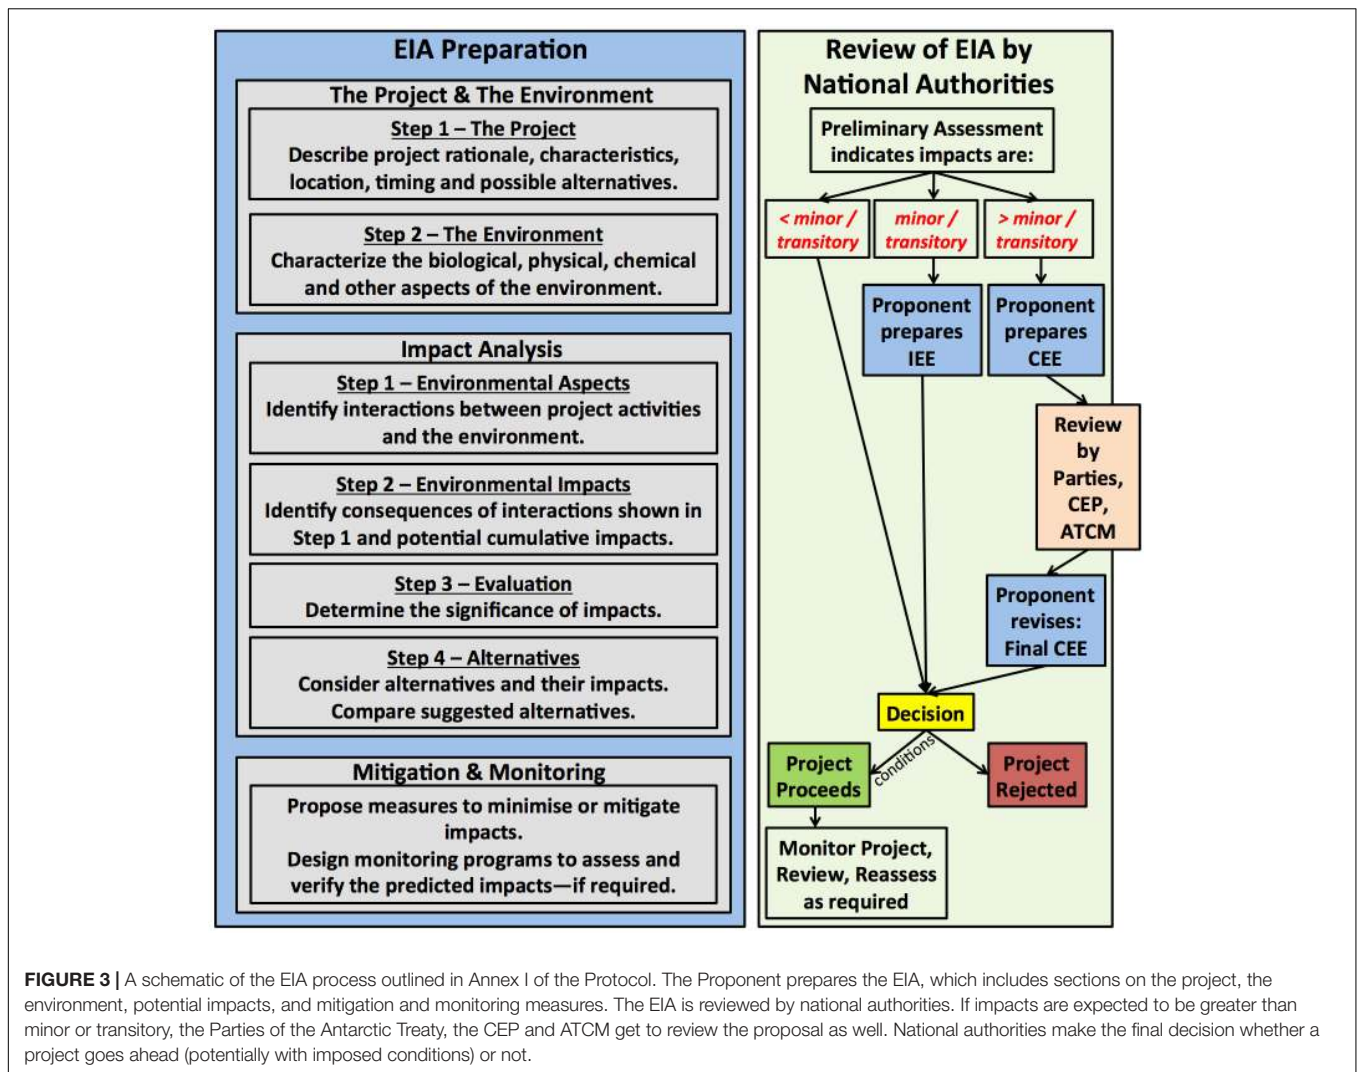 EIA Preparation
The Project & The Environment
Step 1 – The Project
Describe project rationale, characteristics,
location, timing and possible alternatives.
Step 2 – The Environment
Characterize the biological, physical, chemical
and other aspects of the environment.
Impact Analysis
Step 1 – Environmental Aspects
Identify interactions between project activities
and the environment.
Step 2 – Environmental Impacts
Identify consequences of interactions shown in
Step 1 and potential cumulative impacts.
Step 3 – Evaluation
Determine the significance of impacts.
Step 4 – Alternatives
Consider alternatives and their impacts.
Compare suggested alternatives.
Mitigation & Monitoring
Propose measures to minimise or mitigate
impacts.
Design monitoring programs to assess and
verify the predicted impacts—if required.
Review of EIA by
National Authorities
Preliminary Assessment
indicates impacts are:
< minor /
transitory
minor /
transitory
> minor /
transitory
Proponent
prepares
IEE
Proponent
prepares
CEE
Review
by
Parties,
CEP,
ATCM
Proponent
revises:
Final CEE
Decision
conditions
Project
Proceeds
Project
Rejected
Monitor Project,
Review, Reassess
as required
FIGURE 3 | A schematic of the EIA process outlined in Annex I of the Protocol. The Proponent prepares the EIA, which includes sections on the project, the
environment, potential impacts, and mitigation and monitoring measures. The EIA is reviewed by national authorities. If impacts are expected to be greater than
minor or transitory, the Parties of the Antarctic Treaty, the CEP and ATCM get to review the proposal as well. National authorities make the final decision whether a
project goes ahead (potentially with imposed conditions) or not.